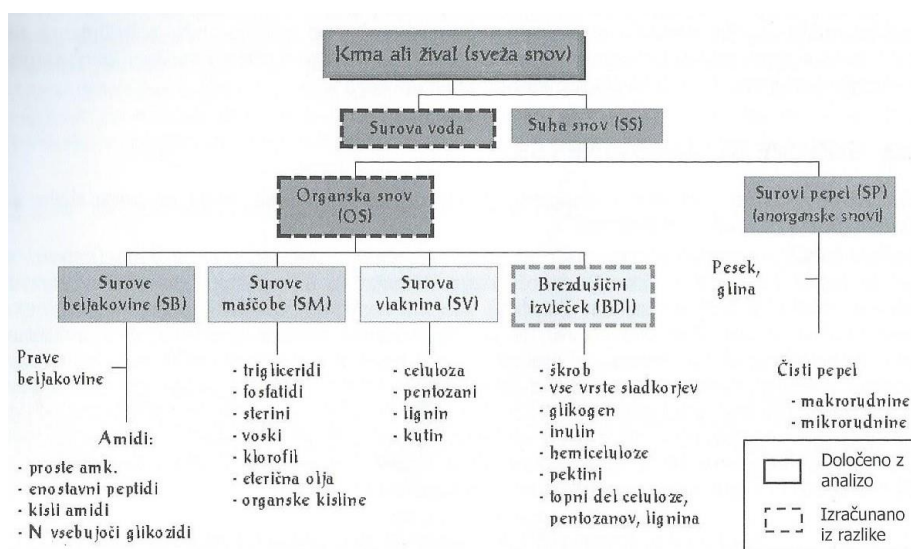 Krma ali žival (sveža snov)
Surova voda
Suha snov (SS)
Organska snov
(OS)
Surovi pepel (SP)
(anorganske snovi)
Surove
beljakovine (SB)
Surove
maščobe (SM)
Surova
vlaknina (SV)
Brezdušični
izvleček (BDI)
Pesek,
glina
Prave
beljakovine
Amidi:
- proste amk.
- enostavni peptidi
- kisli amidi
- N vsebujoči glikozidi
- trigliceridi
- fosfatidi
- sterini
- voski
- klorofil
- eterična olja
- organske kisline
- celuloza
- pentozani
- lignin
- kutin
- škrob
- vse vrste sladkorjev
- glikogen
- inulin
- hemiceluloze
- pektini
- topni del celuloze,
pentozanov, lignina
Čisti pepel
- makrorudnine
- mikrorudnine
Določeno z
analizo
Izračunano
iz razlike